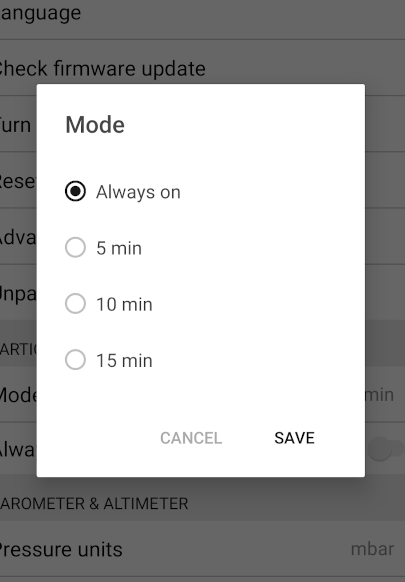 anguage
Check firmware update
Turn
Rese
Adva
Unpa
Mode
Always on
5 min
10 min
15 min
CANCEL
SAVE
ARTIC
Mode
min
Alwa
AROMETER & ALTIMETER
Pressure units
mbar